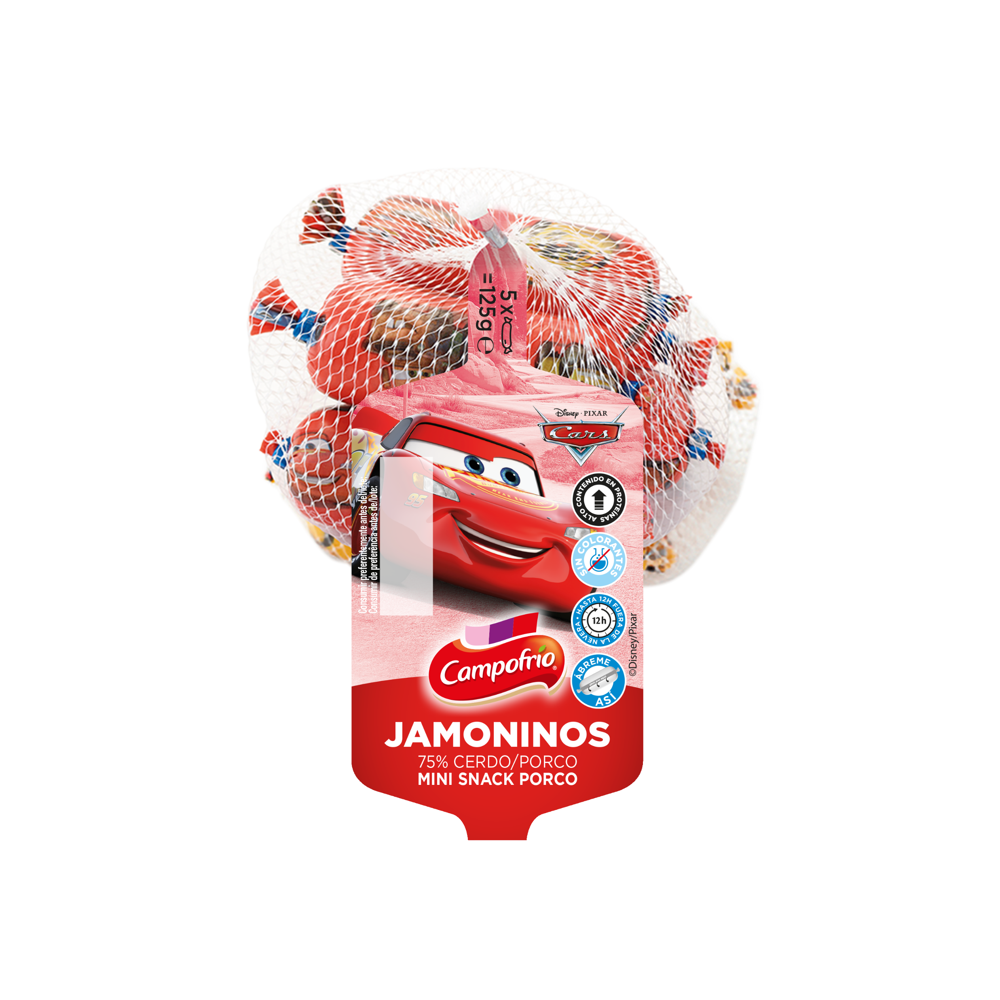 5 x
=125g e
Disney · PIXAR
Cars
ALTO CONTENIDO EN PROTEÍNAS
SIN COLORANTES
HASTA 12H FUERA DE LA NEVERA •
12h
ÁBREME
ASÍ
©Disney/Pixar
Consumir preferentemente antes del/lote:
Consumir de preferência antes de/lote:
95
Campofrío®
JAMONINOS
75% CERDO/PORCO
MINI SNACK PORCO